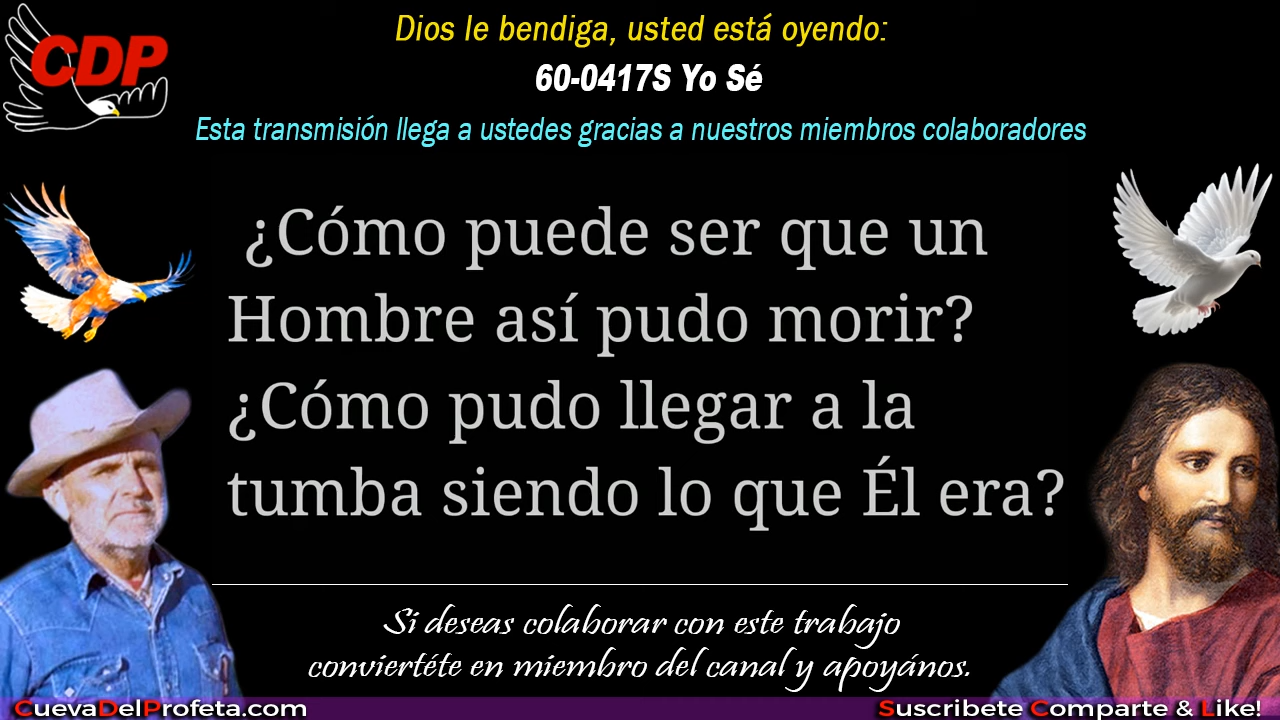 CDP
Dios le bendiga, usted está oyendo:
60-0417S Yo Sé
Esta transmisión llega a ustedes gracias a nuestros miembros colaboradores
¿Cómo puede ser que un
Hombre así pudo morir?
¿Cómo pudo llegar a la
tumba siendo lo que Él era?
Si deseas colaborar con este trabajo
conviertéte en miembro del canal y apoyános.
CuevaDelProfeta.com
Suscribete Comparte & Like!